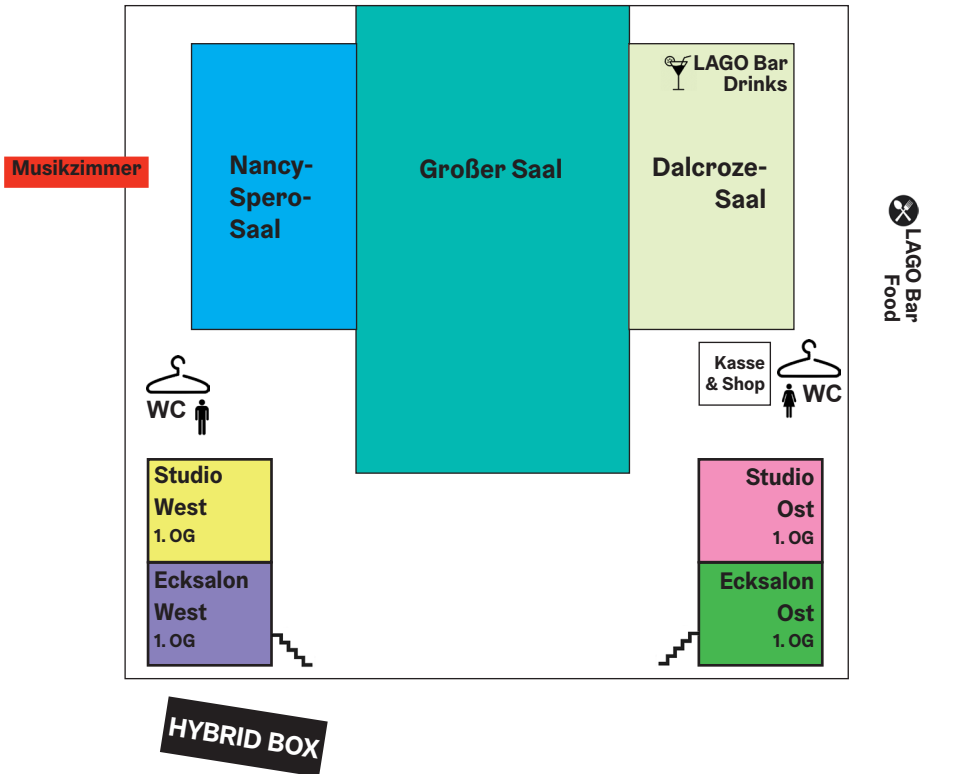 LAGO Bar
Drinks
Musikzimmer
Nancy-
Spero-
Saal
Großer Saal
Dalcroze-
Saal
LAGO Bar
Food
WC
Kasse
& Shop
WC
Studio
West
1. OG
Studio
Ost
1. OG
Ecksalon
West
1. OG
Ecksalon
Ost
1. OG
HYBRID BOX